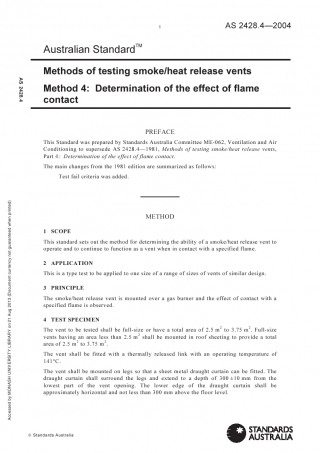 1
AS 2428.4—2004
Australian Standard™
Methods of testing smoke/heat release vents
Method 4: Determination of the effect of flame
contact
PREFACE
This Standard was prepared by Standards Australia Committee ME-062, Ventilation and Air
Conditioning to supersede AS 2428.4—1981, Methods of testing smoke/heat release vents,
Part 4: Determination of the effect of flame contact.
The main changes from the 1981 edition are summarized as follows:
Test fail criteria was added.
METHOD
1 SCOPE
This standard sets out the method for determining the ability of a smoke/heat release vent to
operate and to continue to function as a vent when in contact with a specified flame.
2 APPLICATION
This is a type test to be applied to one size of a range of sizes of vents of similar design.
3 PRINCIPLE
The smoke/heat release vent is mounted over a gas burner and the effect of contact with a
specified flame is observed.
4 TEST SPECIMEN
The vent to be tested shall be full-size or have a total area of 2.5 m² to 3.75 m². Full-size
vents having an area less than 2.5 m² shall be mounted in roof sheeting to provide a total
area of 2.5 m² to 3.75 m².
The vent shall be fitted with a thermally released link with an operating temperature of
141°C.
The vent shall be mounted on legs so that a sheet metal draught curtain can be fitted. The
draught curtain shall surround the legs and extend to a depth of 300 ±10 mm from the
lowest part of the vent opening. The lower edge of the draught curtain shall be
approximately horizontal and not less than 300 mm above the floor level.
AS 2428.4
Accessed by MONASH UNIVERSITY LIBRARY on 21 Aug 2013 (Document currency not guaranteed when printed)
© Standards Australia
STANDARDS
AUSTRALIA